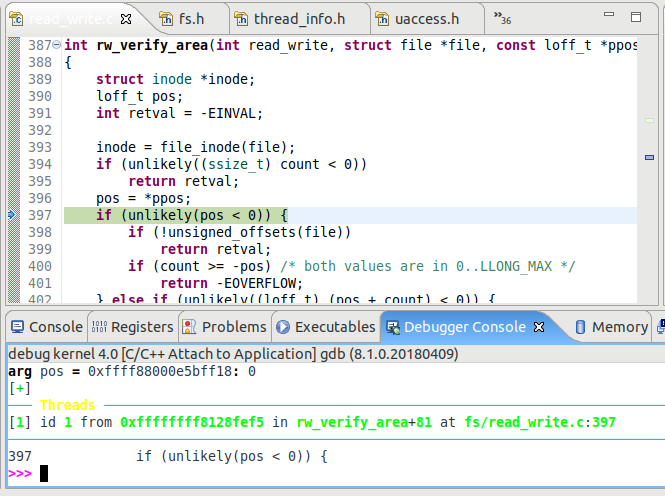 read_write.c fs.h thread_info.h uaccess.h »36
387 int rw_verify_area(int read_write, struct file *file, const loff_t *ppos
388 {
389     struct inode *inode;
390     loff_t pos;
391     int retval = -EINVAL;
392
393     inode = file_inode(file);
394     if (unlikely((ssize_t) count < 0))
395         return retval;
396     pos = *ppos;
397     if (unlikely(pos < 0)) {
398         if (!unsigned_offsets(file))
399             return retval;
400         if (count >= -pos) /* both values are in 0..LLONG_MAX */
401             return -EOVERFLOW;
402     } else if (unlikely((loff_t) (pos + count) < 0)) {
Console Registers Problems Executables Debugger Console Memory
debug kernel 4.0 [C/C++ Attach to Application] gdb (8.1.0.20180409)
arg pos = 0xffff88000e5bff18: 0
[+]
Threads
[1] id 1 from 0xffffffff8128fef5 in rw_verify_area+81 at fs/read_write.c:397
397             if (unlikely(pos < 0)) {
>>>